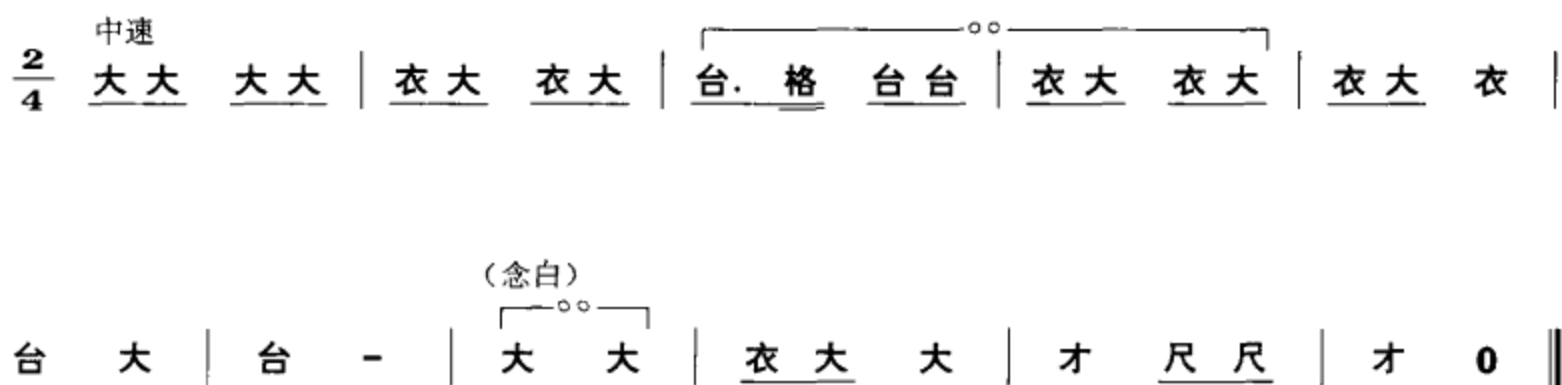 中速
2/4 大大 大大 | 衣大 衣大 | 台. 格 台台 | 衣大 衣大 | 衣大 衣 |
(念白)
台 大 | 台 - | 大 大 | 衣大 大 | 才 尺尺 | 才 0 ‖